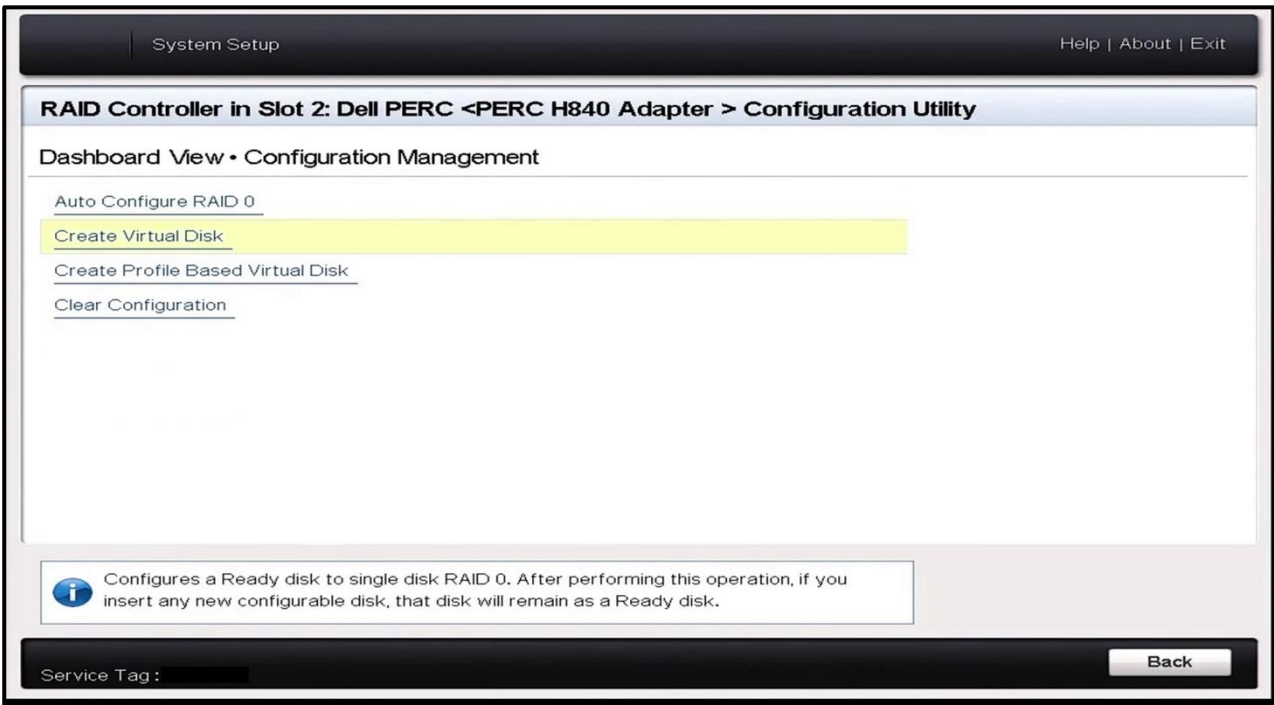 System Setup
Help | About | Exit
RAID Controller in Slot 2: Dell PERC <PERC H840 Adapter > Configuration Utility
Dashboard View • Configuration Management
Auto Configure RAID 0
Create Virtual Disk
Create Profile Based Virtual Disk
Clear Configuration
Configures a Ready disk to single disk RAID 0. After performing this operation, if you
insert any new configurable disk, that disk will remain as a Ready disk.
Back
Service Tag :